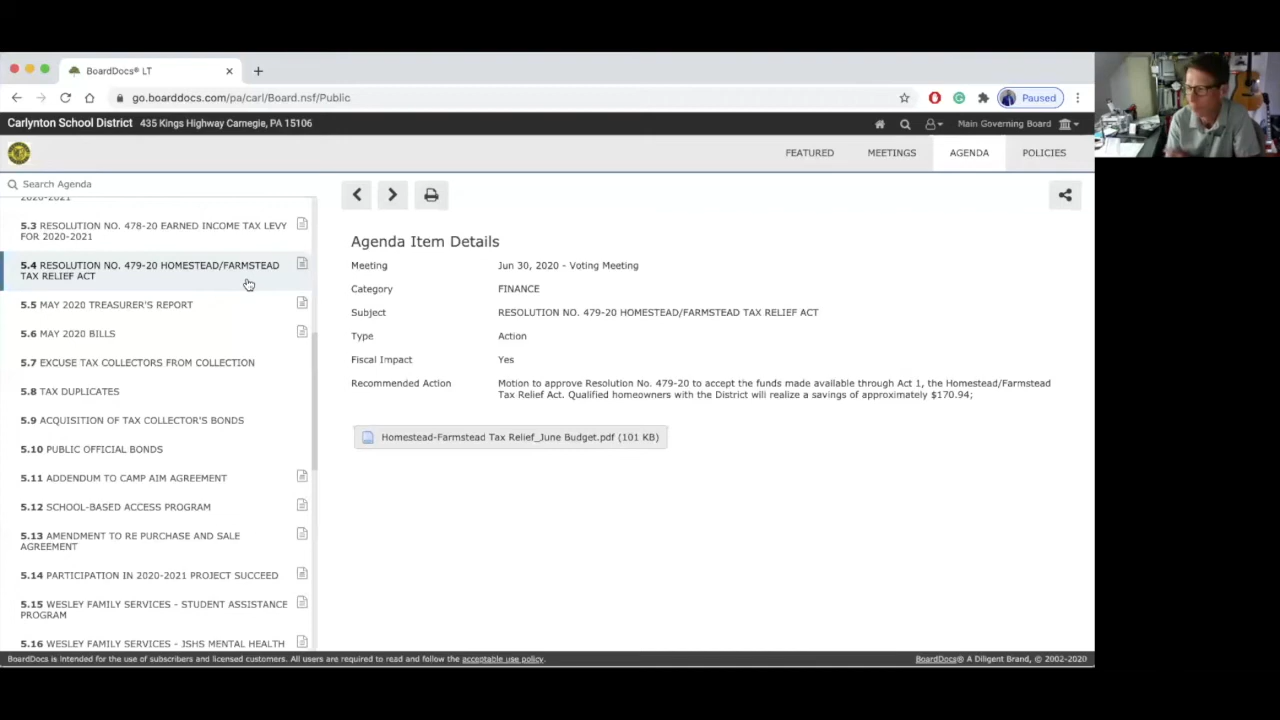 BoardDocs® LT
go.boarddocs.com/pa/carl/Board.nsf/Public
Paused
Carlynton School District 435 Kings Highway Carnegie, PA 15106
Main Governing Board
FEATURED MEETINGS AGENDA POLICIES
Search Agenda
2020-2021
5.3 RESOLUTION NO. 478-20 EARNED INCOME TAX LEVY
FOR 2020-2021
5.4 RESOLUTION NO. 479-20 HOMESTEAD/FARMSTEAD
TAX RELIEF ACT
5.5 MAY 2020 TREASURER'S REPORT
5.6 MAY 2020 BILLS
5.7 EXCUSE TAX COLLECTORS FROM COLLECTION
5.8 TAX DUPLICATES
5.9 ACQUISITION OF TAX COLLECTOR'S BONDS
5.10 PUBLIC OFFICIAL BONDS
5.11 ADDENDUM TO CAMP AIM AGREEMENT
5.12 SCHOOL-BASED ACCESS PROGRAM
5.13 AMENDMENT TO RE PURCHASE AND SALE
AGREEMENT
5.14 PARTICIPATION IN 2020-2021 PROJECT SUCCEED
5.15 WESLEY FAMILY SERVICES - STUDENT ASSISTANCE
PROGRAM
5.16 WESLEY FAMILY SERVICES - JSHS MENTAL HEALTH
Agenda Item Details
Meeting Jun 30, 2020 - Voting Meeting
Category FINANCE
Subject RESOLUTION NO. 479-20 HOMESTEAD/FARMSTEAD TAX RELIEF ACT
Type Action
Fiscal Impact Yes
Recommended Action Motion to approve Resolution No. 479-20 to accept the funds made available through Act 1, the Homestead/Farmstead
Tax Relief Act. Qualified homeowners with the District will realize a savings of approximately $170.94;
Homestead-Farmstead Tax Relief_June Budget.pdf (101 KB)
BoardDocs is intended for the use of subscribers and licensed customers. All users are required to read and follow the acceptable use policy.
BoardDocs® A Diligent Brand, © 2002-2020